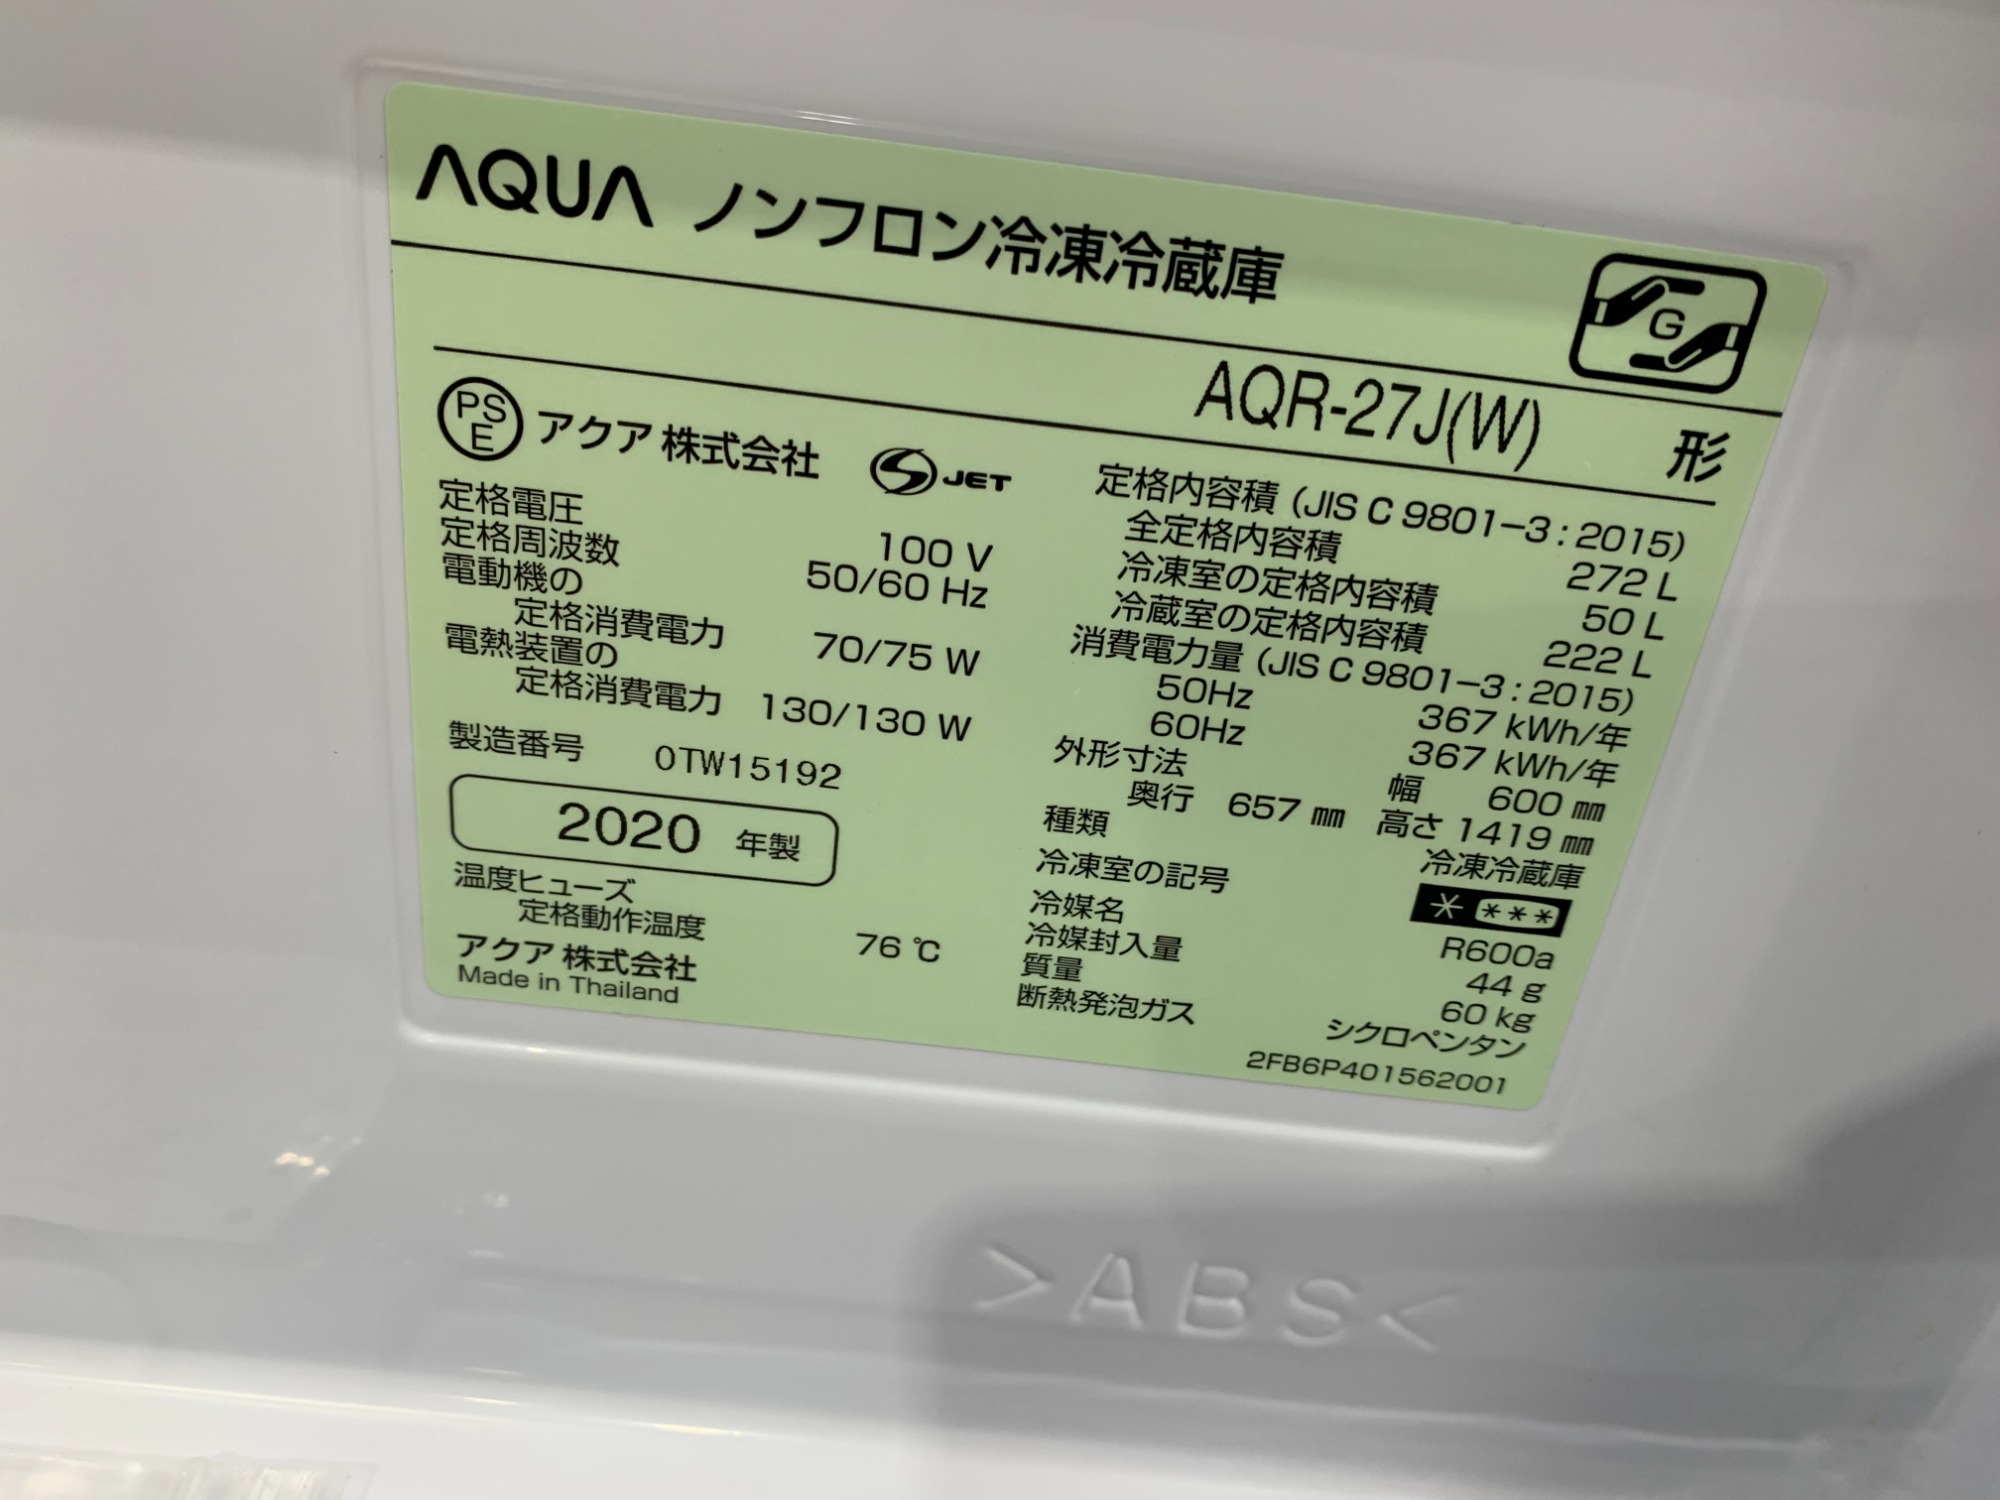 AQUA ノンフロン冷凍冷蔵庫
G
AQR-27J(W) 形
PSE アクア 株式会社 S JET
定格電圧 100 V
定格周波数 50/60 Hz
電動機の
定格消費電力 70/75 W
電熱装置の
定格消費電力 130/130 W
製造番号 0TW15192
2020 年製
温度ヒューズ
定格動作温度 76 ℃
アクア 株式会社
Made in Thailand
定格内容積 (JIS C 9801-3 : 2015)
全定格内容積 272 L
冷凍室の定格内容積 50 L
冷蔵室の定格内容積 222 L
消費電力量 (JIS C 9801-3 : 2015)
50Hz 367 kWh/年
60Hz 367 kWh/年
外形寸法 幅 600 mm
奥行 657 mm 高さ 1419 mm
種類 冷凍冷蔵庫
冷凍室の記号 * ***
冷媒名 R600a
冷媒封入量 44 g
質量 60 kg
断熱発泡ガス シクロペンタン
2FB6P401562001
>ABS<